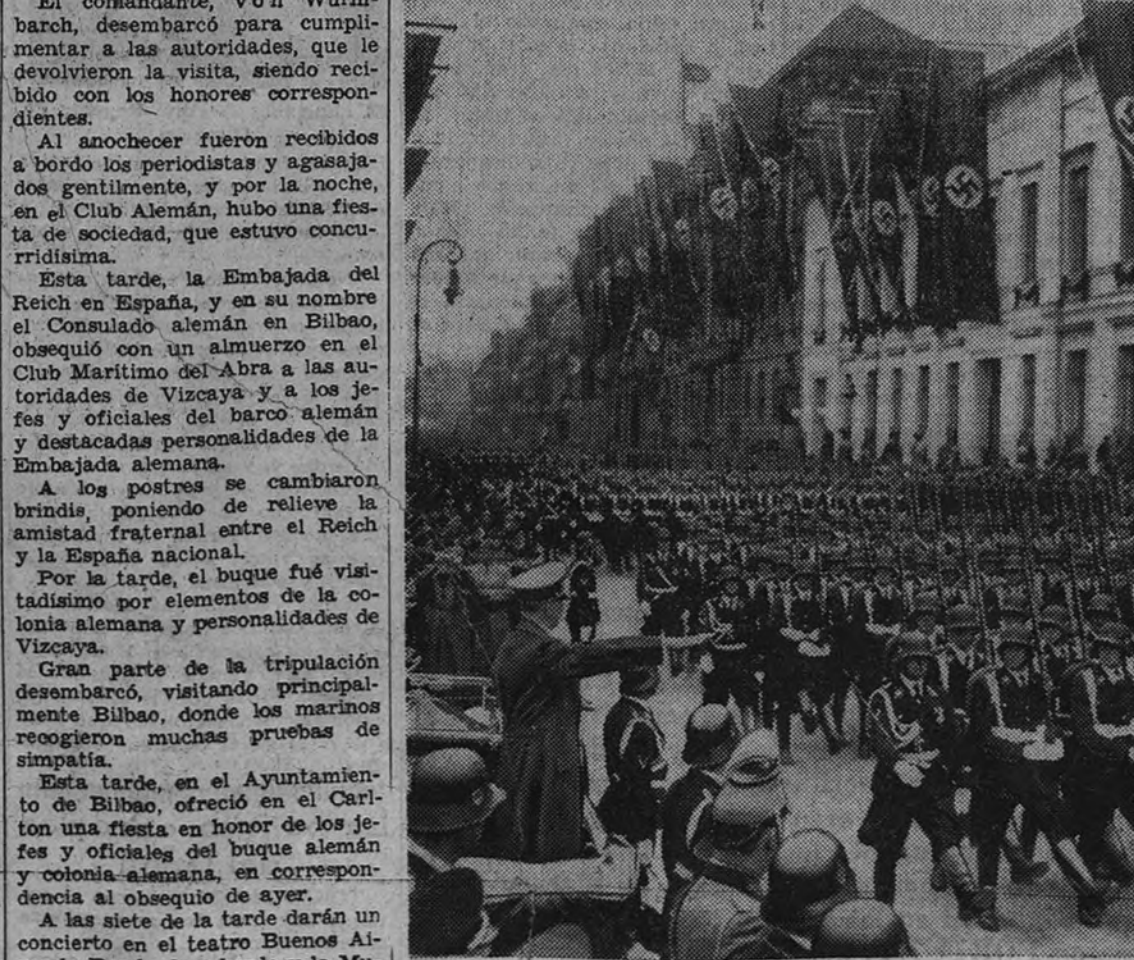 El comandante, Von Wurm-
barch, desembarcó para cumpli-
mentar a las autoridades, que le
devolvieron la visita, siendo reci-
bido con los honores correspon-
dientes.
Al anochecer fueron recibidos
a bordo los periodistas y agasaja-
dos gentilmente, y por la noche,
en el Club Alemán, hubo una fies-
ta de sociedad, que estuvo concu-
rridísima.
Esta tarde, la Embajada del
Reich en España, y en su nombre
el Consulado alemán en Bilbao,
obsequió con un almuerzo en el
Club Marítimo del Abra a las au-
toridades de Vizcaya y a los je-
fes y oficiales del barco alemán
y destacadas personalidades de la
Embajada alemana.
A los postres se cambiaron
brindis, poniendo de relieve la
amistad fraternal entre el Reich
y la España nacional.
Por la tarde, el buque fué visi-
tadísimo por elementos de la co-
lonia alemana y personalidades de
Vizcaya.
Gran parte de la tripulación
desembarcó, visitando principal-
mente Bilbao, donde los marinos
recogieron muchas pruebas de
simpatía.
Esta tarde, en el Ayuntamien-
to de Bilbao, ofreció en el Carl-
ton una fiesta en honor de los je-
fes y oficiales del buque alemán
y colonia alemana, en correspon-
dencia al obsequio de ayer.
A las siete de la tarde darán un
concierto en el teatro Buenos Ai-